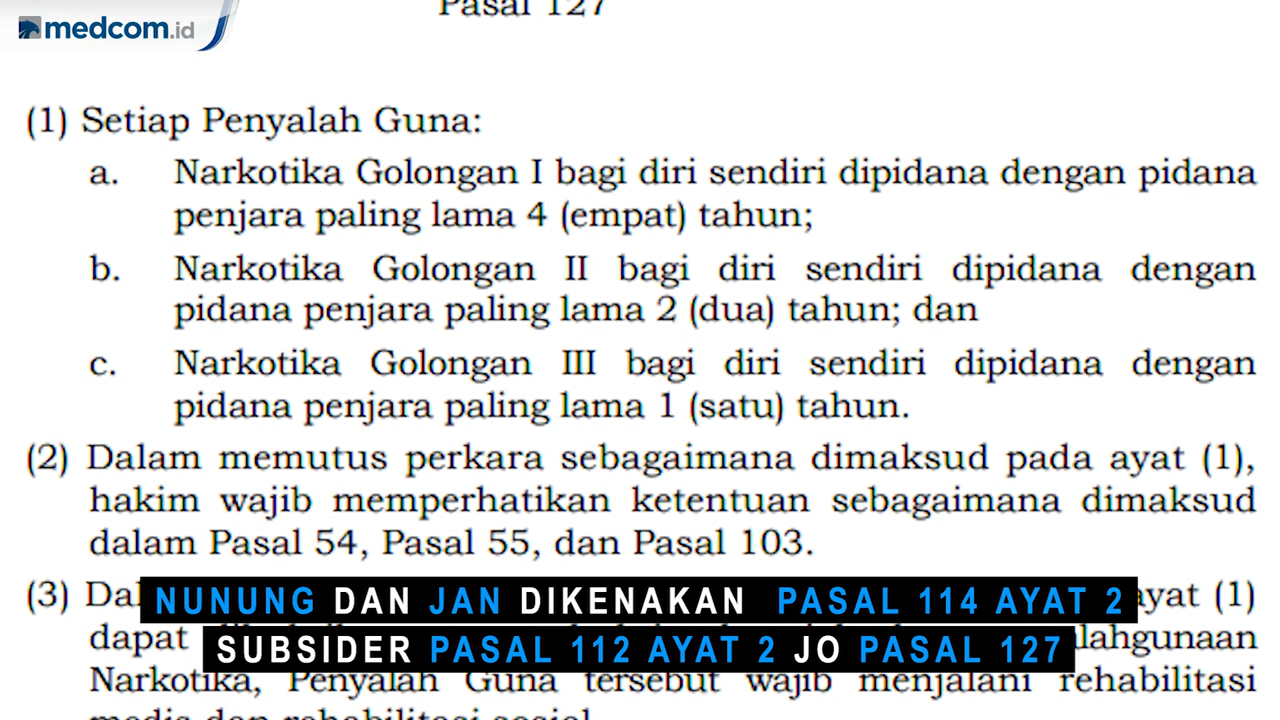 medcom.id
Pasal 127
(1) Setiap Penyalah Guna:
a. Narkotika Golongan I bagi diri sendiri dipidana dengan pidana
penjara paling lama 4 (empat) tahun;
b. Narkotika Golongan II bagi diri sendiri dipidana dengan
pidana penjara paling lama 2 (dua) tahun; dan
c. Narkotika Golongan III bagi diri sendiri dipidana dengan
pidana penjara paling lama 1 (satu) tahun.
(2) Dalam memutus perkara sebagaimana dimaksud pada ayat (1),
hakim wajib memperhatikan ketentuan sebagaimana dimaksud
dalam Pasal 54, Pasal 55, dan Pasal 103.
(3) ayat (1)
NUNUNG DAN JAN DIKENAKAN PASAL 114 AYAT 2
dapat
SUBSIDER PASAL 112 AYAT 2 JO PASAL 127
Narkotika, Penyalah Guna tersebut wajib menjalani rehabilitasi
medis dan rehabilitasi sosial.